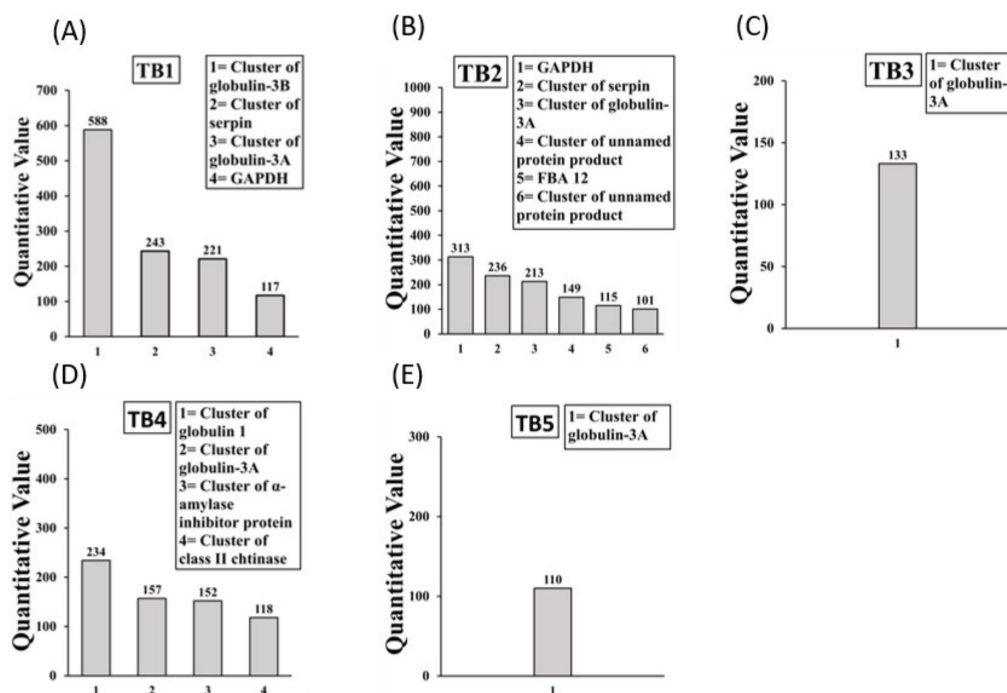 (A)
TB1
1= Cluster of
globulin-3B
2= Cluster of
serpin
3= Cluster
of globulin-3A
4= GAPDH
Quantitative Value
700
600
500
400
300
200
100
0
588
243
221
117
1 2 3 4
(B)
TB2
1= GAPDH
2= Cluster of serpin
3= Cluster of globulin-
3A
4= Cluster of unnamed
protein product
5= FBA 12
6= Cluster of unnamed
protein product
Quantitative Value
1000
900
800
700
600
500
400
300
200
100
0
313
236
213
149
115
101
1 2 3 4 5 6
(C)
TB3
1= Cluster
of globulin-
3A
Quantitative Value
200
150
100
50
0
133
1
(D)
TB4
1= Cluster of
globulin 1
2= Cluster of
globulin-3A
3= Cluster of α-
amylase
inhibitor protein
4= Cluster of
class II chtinase
Quantitative Value
500
400
300
200
100
0
234
157
152
118
1 2 3 4
(E)
TB5
1= Cluster of
globulin-3A
Quantitative Value
300
200
100
0
110
1